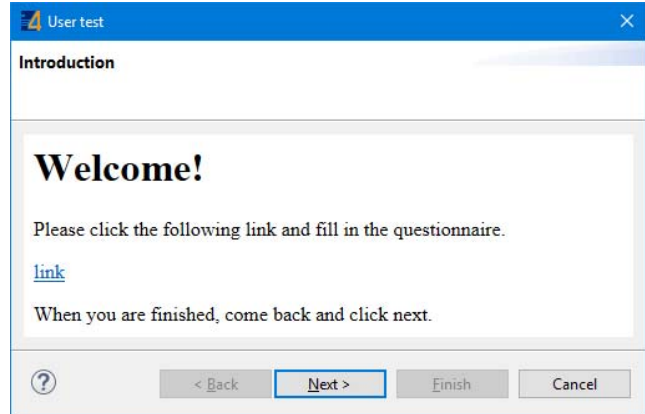 User test
Introduction
Welcome!
Please click the following link and fill in the questionnaire.
link
When you are finished, come back and click next.
< Back Next > Finish Cancel